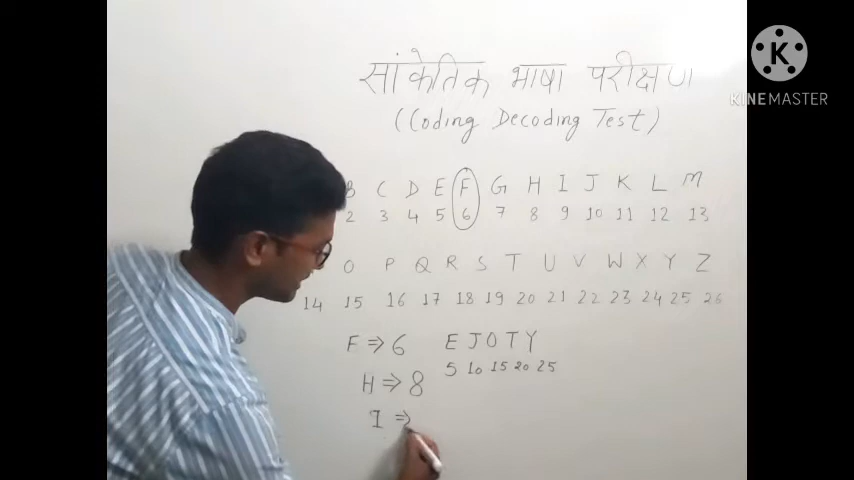 सांकेतिक भाषा परीक्षण
(Coding Decoding Test)
B C D E F G H I J K L M
2 3 4 5 6 7 8 9 10 11 12 13
O P Q R S T U V W X Y Z
14 15 16 17 18 19 20 21 22 23 24 25 26
F ⇒ 6 E J O T Y
5 10 15 20 25
H ⇒ 8
I ⇒
K
KINEMASTER